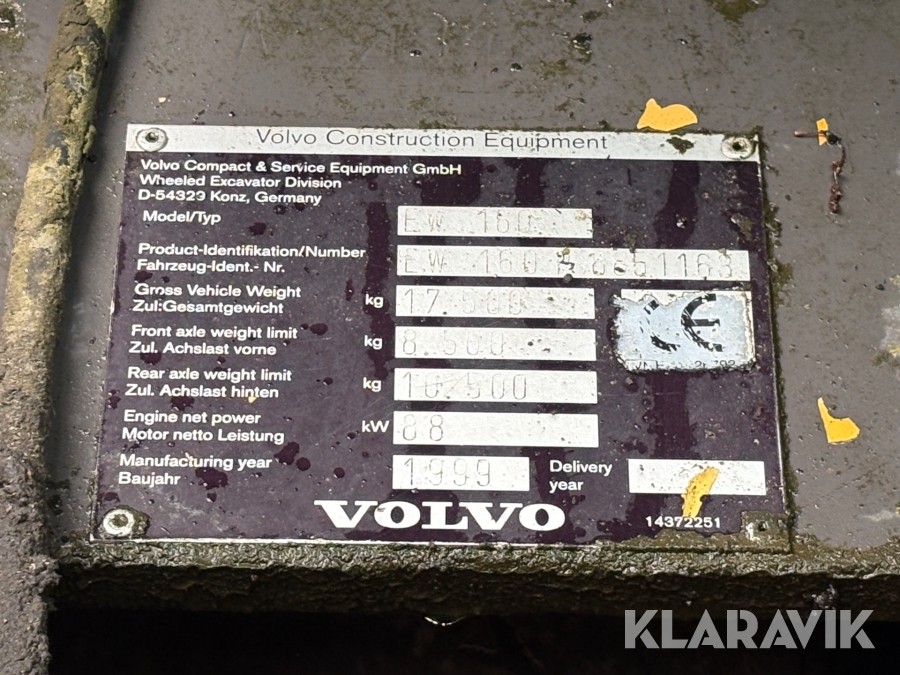 Volvo Construction Equipment
Volvo Compact & Service Equipment GmbH
Wheeled Excavator Division
D-54329 Konz, Germany
Model/Typ EW 160
Product-Identifikation/Number
Fahrzeug-Ident.- Nr. EW 160
Gross Vehicle Weight
Zul:Gesamtgewicht kg 17.500
Front axle weight limit
Zul. Achslast vorne kg 8.500
Rear axle weight limit
Zul. Achslast hinten kg 10.500
Engine net power
Motor netto Leistung kW 88
Manufacturing year
Baujahr 1999
Delivery
year
CE
VOLVO
14372251
KLARAVIK